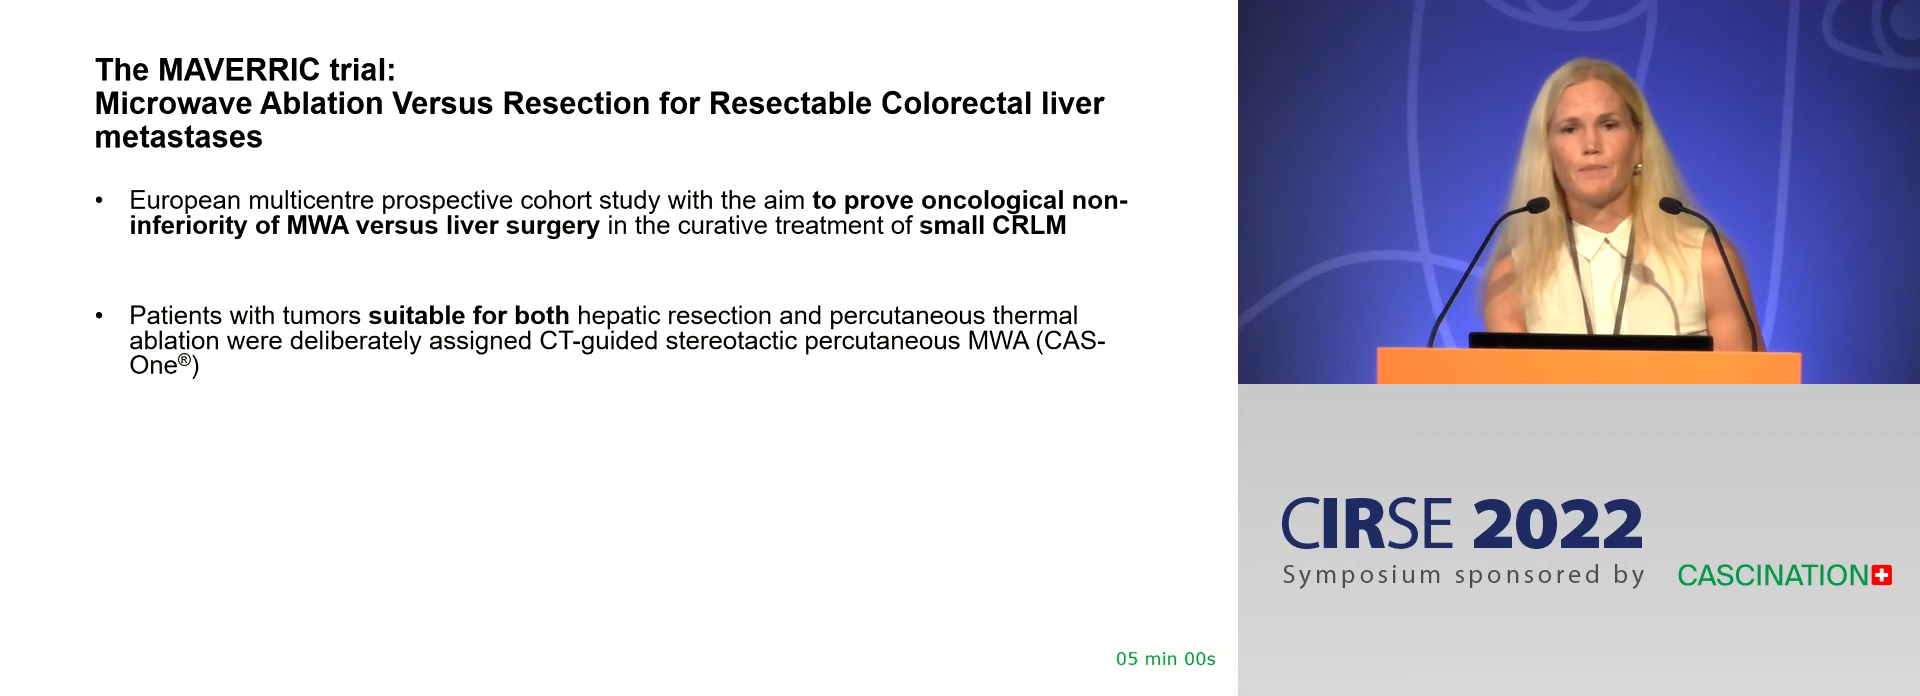 The MAVERRIC trial:
Microwave Ablation Versus Resection for Resectable Colorectal liver
metastases
• European multicentre prospective cohort study with the aim to prove oncological non-
inferiority of MWA versus liver surgery in the curative treatment of small CRLM
• Patients with tumors suitable for both hepatic resection and percutaneous thermal
ablation were deliberately assigned CT-guided stereotactic percutaneous MWA (CAS-
One®)
05 min 00s
CIRSE 2022
Symposium sponsored by CASCINATION